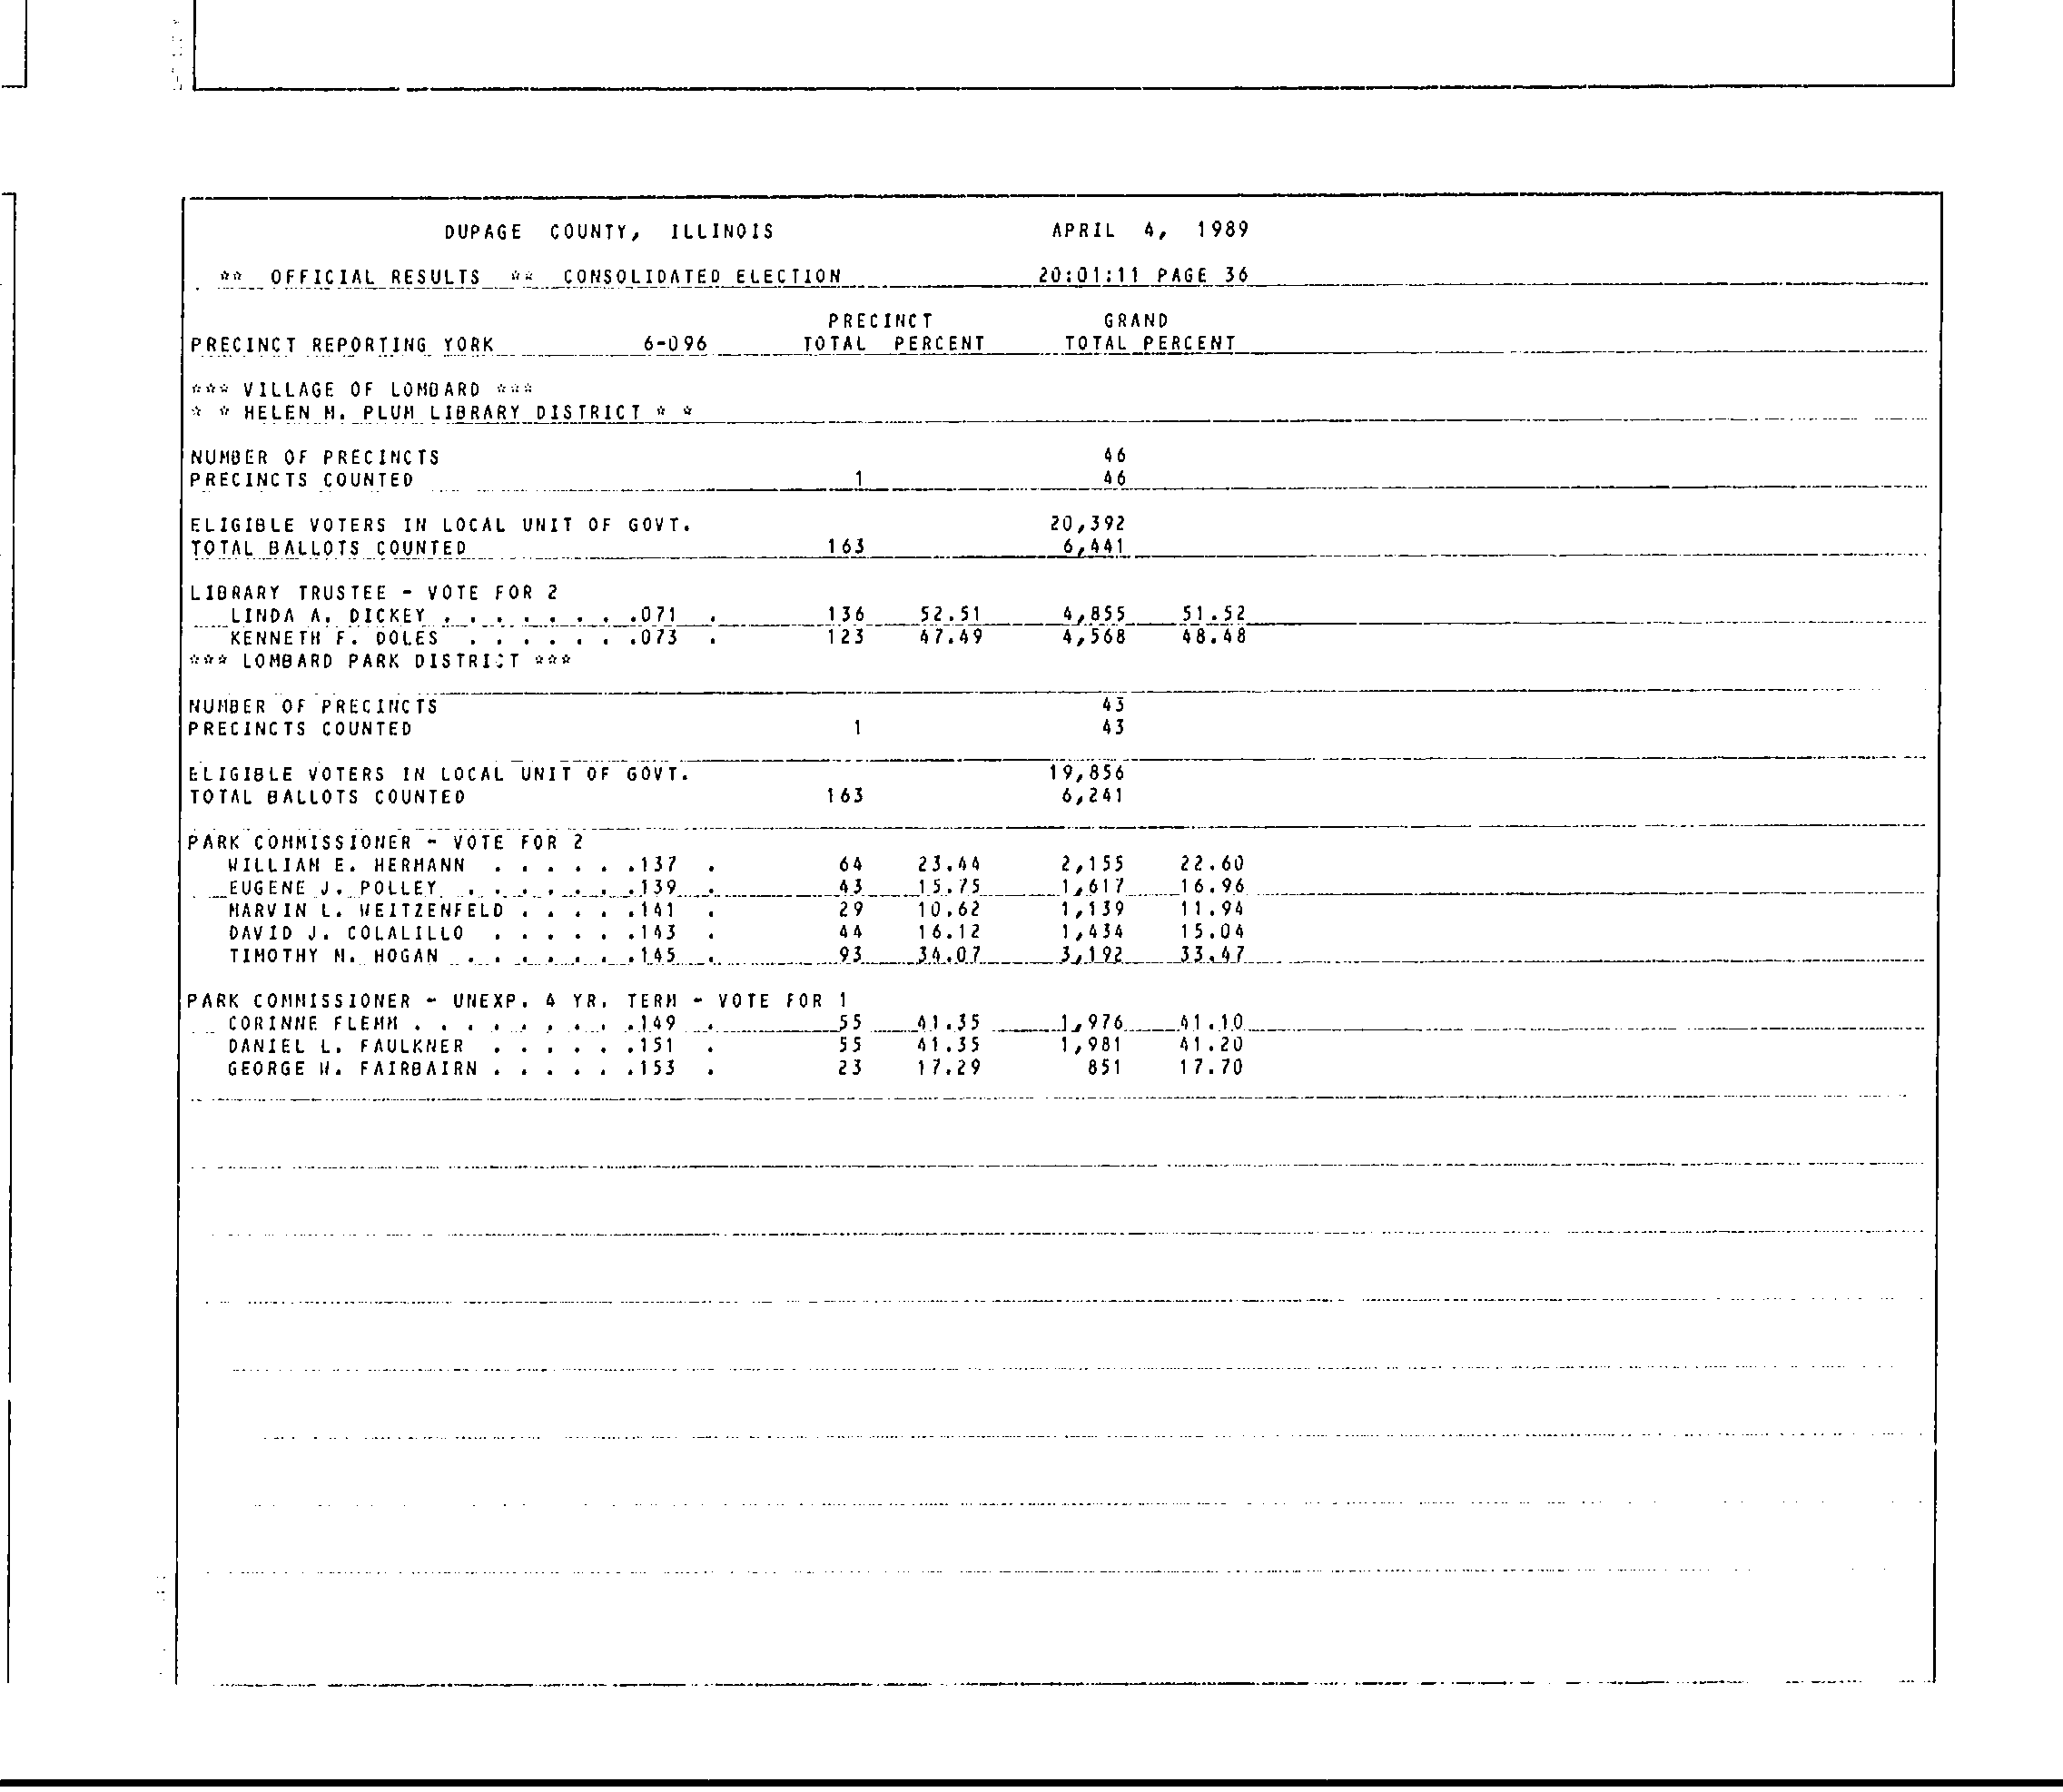 DUPAGE COUNTY, ILLINOIS APRIL 4, 1989
** OFFICIAL RESULTS ** CONSOLIDATED ELECTION 20:01:11 PAGE 36
PRECINCT GRAND
PRECINCT REPORTING YORK 6-096 TOTAL PERCENT TOTAL PERCENT
*** VILLAGE OF LOMBARD ***
* * HELEN M. PLUM LIBRARY DISTRICT * *
NUMBER OF PRECINCTS 46
PRECINCTS COUNTED 1 46
ELIGIBLE VOTERS IN LOCAL UNIT OF GOVT. 20,392
TOTAL BALLOTS COUNTED 163 6,441
LIBRARY TRUSTEE - VOTE FOR 2
LINDA A. DICKEY . . . . . . . .071 . 136 52.51 4,855 51.52
KENNETH F. DOLES . . . . . . .073 . 123 47.49 4,568 48.48
*** LOMBARD PARK DISTRICT ***
NUMBER OF PRECINCTS 43
PRECINCTS COUNTED 1 43
ELIGIBLE VOTERS IN LOCAL UNIT OF GOVT. 19,856
TOTAL BALLOTS COUNTED 163 6,241
PARK COMMISSIONER - VOTE FOR 2
WILLIAM E. HERMANN . . . . . .137 . 64 23.44 2,155 22.60
EUGENE J. POLLEY . . . . . . .139 . 43 15.75 1,617 16.96
MARVIN L. WEITZENFELD . . . . .141 . 29 10.62 1,139 11.94
DAVID J. COLALILLO . . . . . .143 . 44 16.12 1,434 15.04
TIMOTHY M. HOGAN . . . . . . .145 . 93 34.07 3,192 33.47
PARK COMMISSIONER - UNEXP. 4 YR. TERM - VOTE FOR 1
CORINNE FLEMM . . . . . . . . .149 . 55 41.35 1,976 41.10
DANIEL L. FAULKNER . . . . . .151 . 55 41.35 1,981 41.20
GEORGE W. FAIRBAIRN . . . . . .153 . 23 17.29 851 17.70